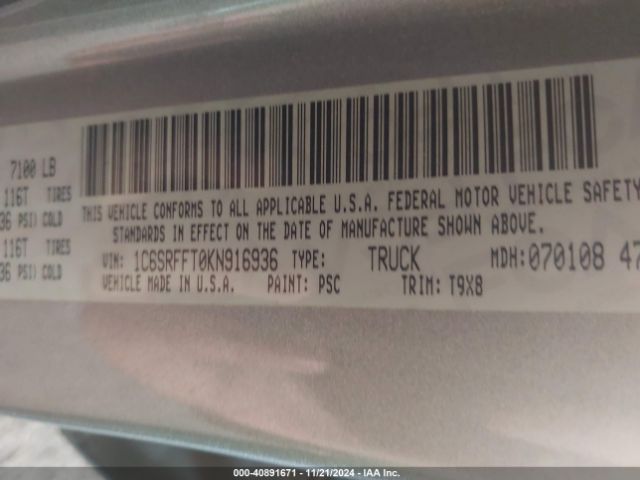 7100 LB
116T TIRES
36 PSI) COLD
116T TIRES
36 PSI) COLD
THIS VEHICLE CONFORMS TO ALL APPLICABLE U.S.A. FEDERAL MOTOR VEHICLE SAFETY
STANDARDS IN EFFECT ON THE DATE OF MANUFACTURE SHOWN ABOVE.
VIN: 1C6SRFFT0KN916936 TYPE: TRUCK MDH: 070108 47
VEHICLE MADE IN U.S.A. PAINT: PSC TRIM: T9X8
000-40891671 - 11/21/2024 - IAA Inc.